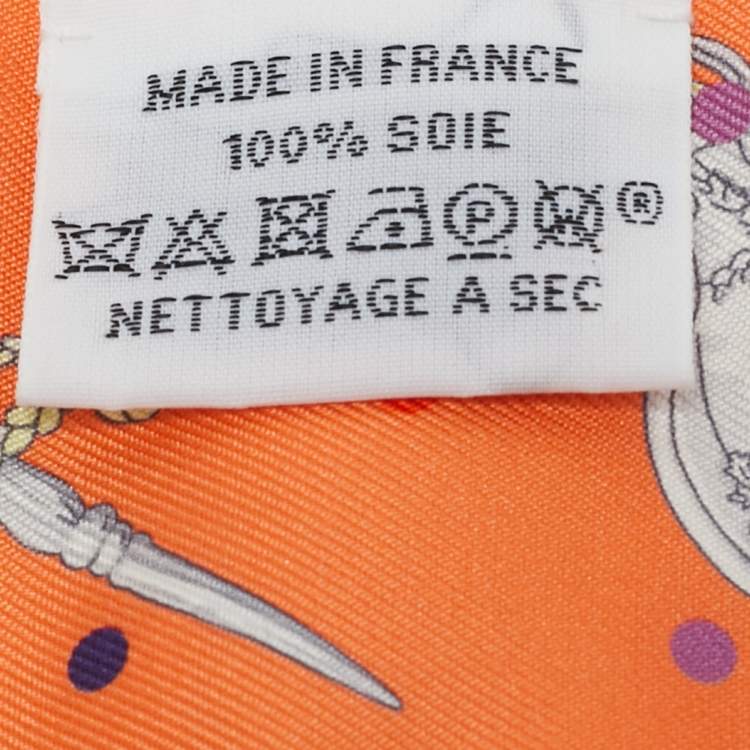 MADE IN FRANCE
100% SOIE
P W ®
NETTOYAGE A SEC